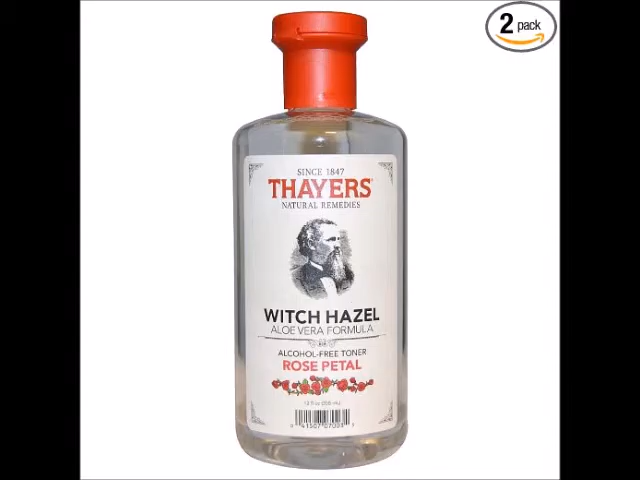 2 pack
SINCE 1847
THAYERS®
NATURAL REMEDIES
WITCH HAZEL
ALOE VERA FORMULA
ALCOHOL-FREE TONER
ROSE PETAL